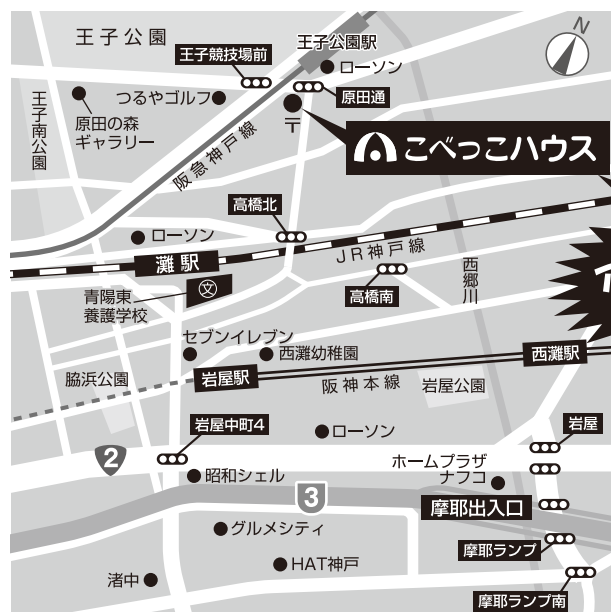 王子公園
王子公園駅
N
王子競技場前
ローソン
つるやゴルフ
原田通
原田の森
ギャラリー
王子南公園
〒
こべっこハウス
阪急神戸線
高橋北
ローソン
JR神戸線
灘駅
西郷川
高橋南
青陽東
養護学校
文
セブンイレブン
西灘幼稚園
西灘駅
脇浜公園
岩屋駅
阪神本線
岩屋公園
岩屋中町4
ローソン
岩屋
2
ホームプラザ
ナフコ
昭和シェル
3
摩耶出入口
グルメシティ
摩耶ランプ
HAT神戸
渚中
摩耶ランプ南